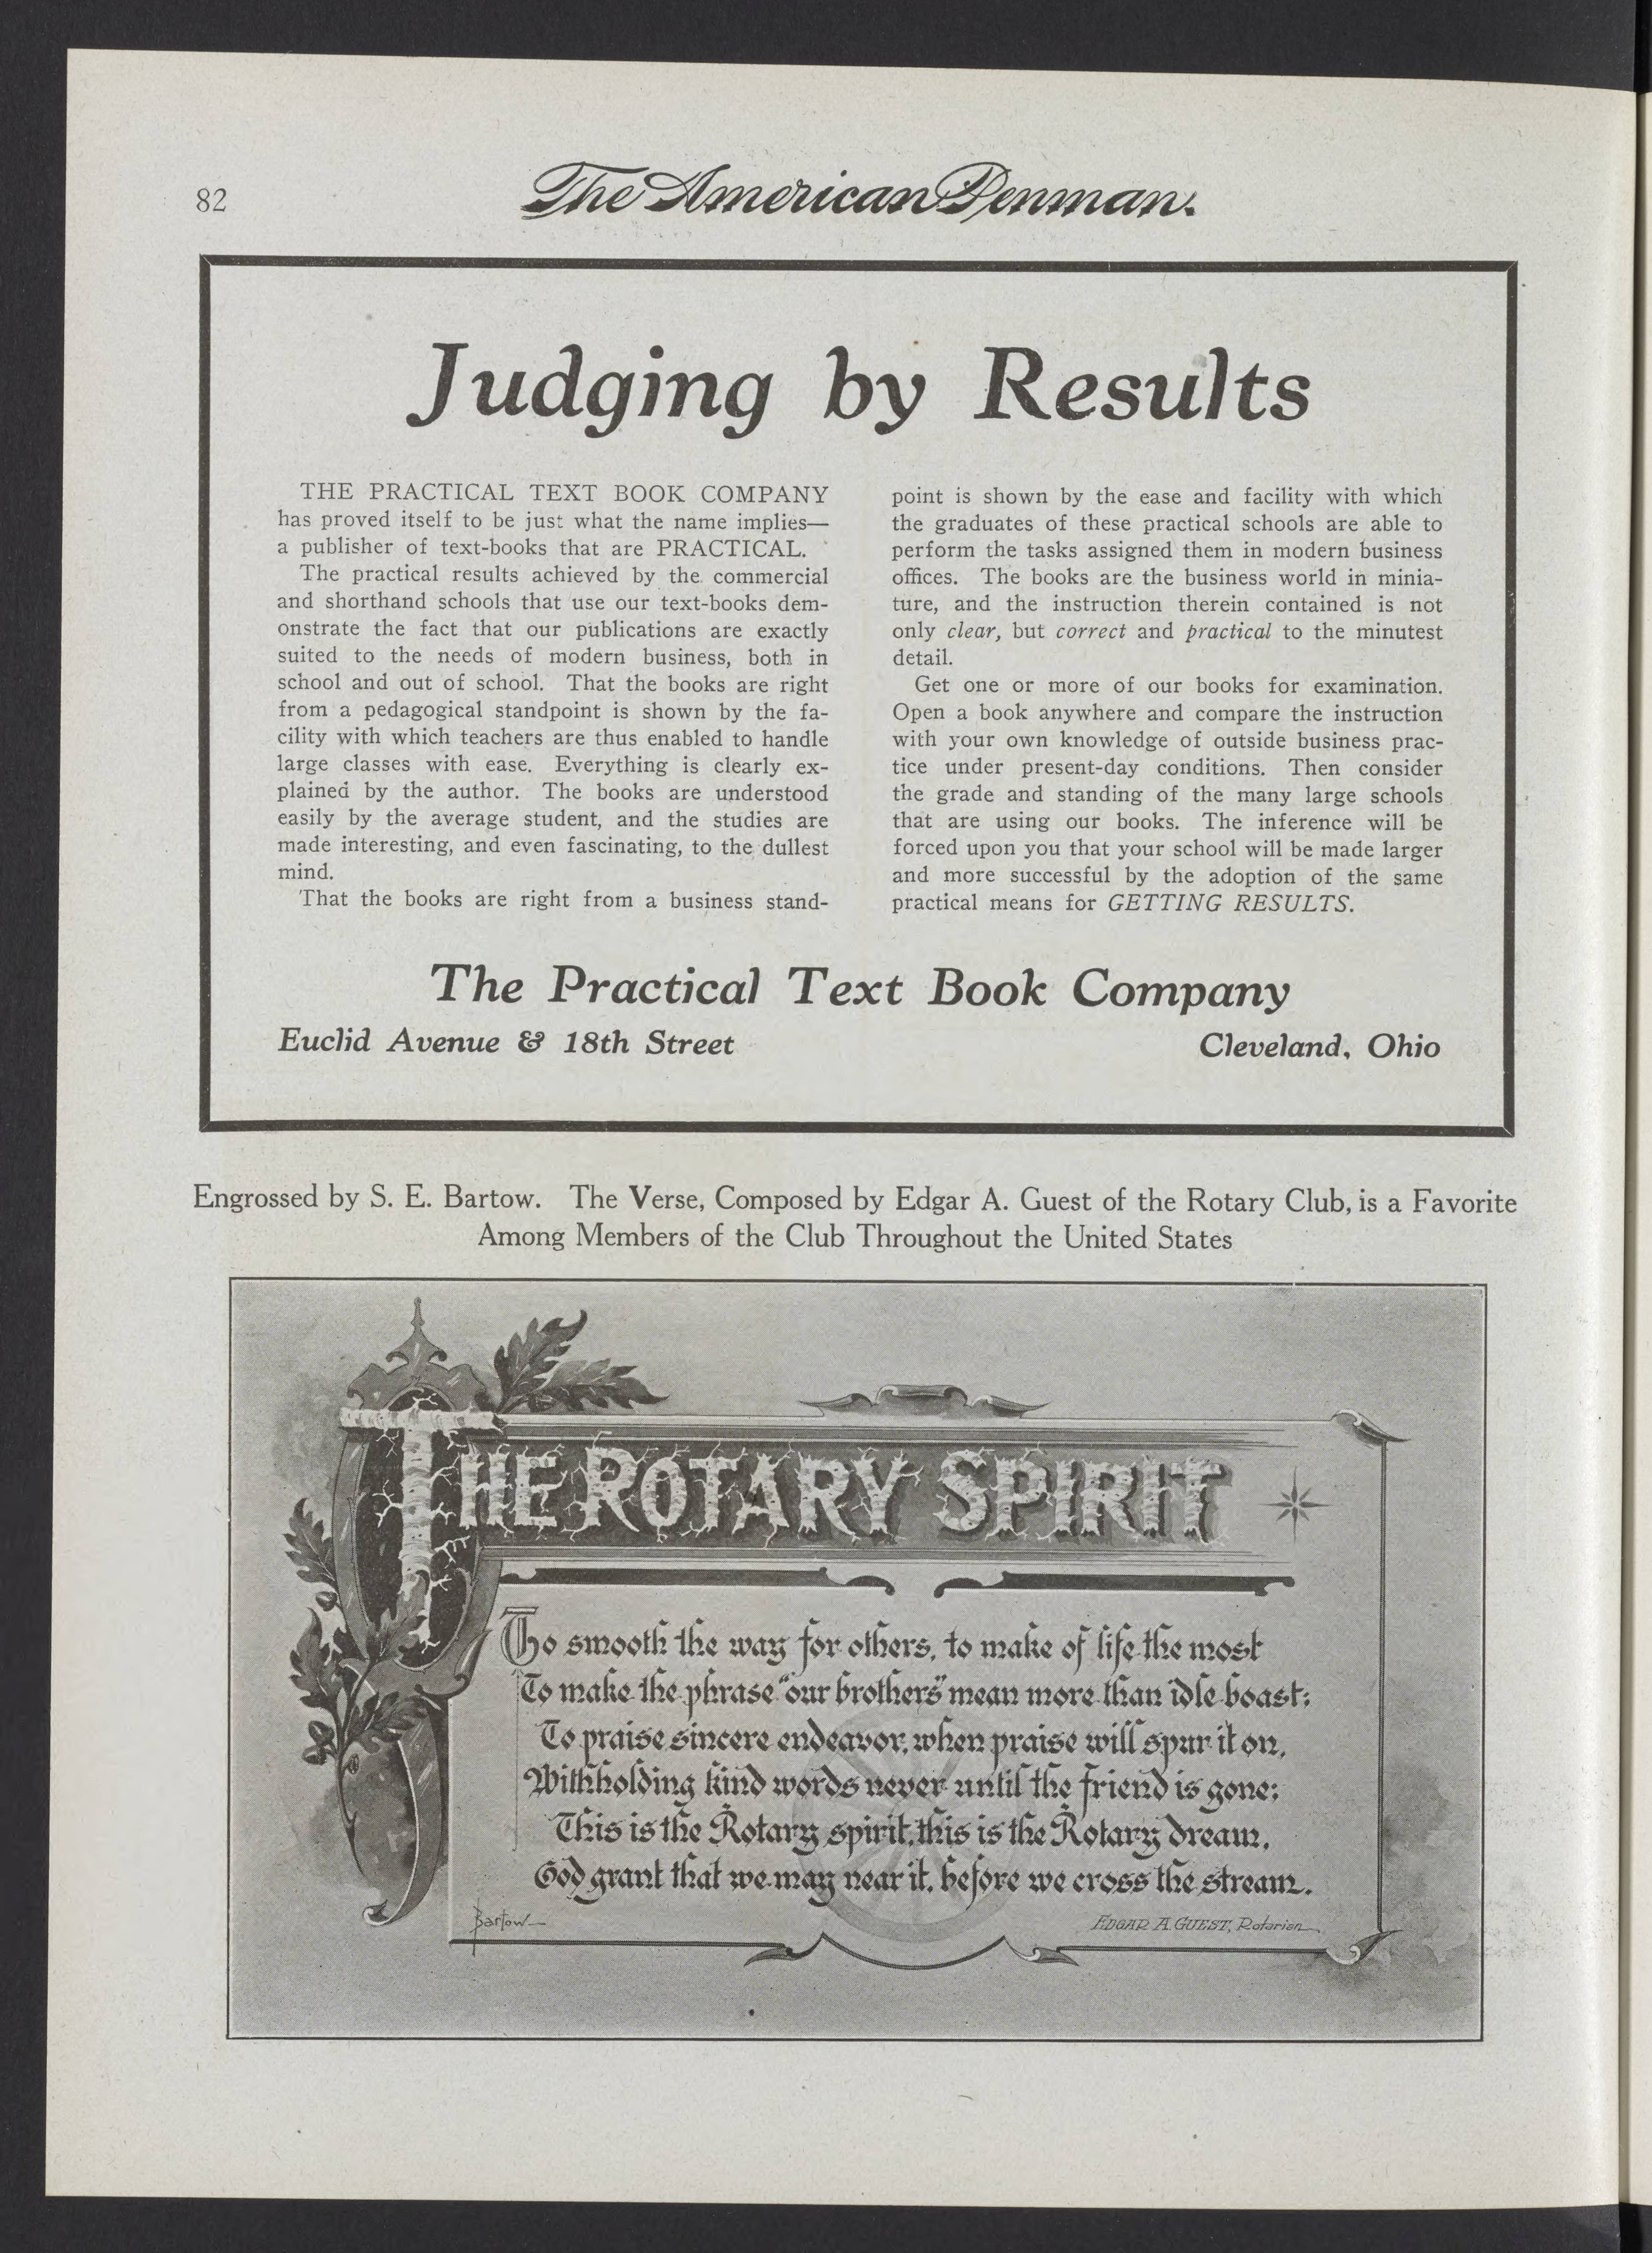 82
The American Penman.
Judging by Results
THE PRACTICAL TEXT BOOK COMPANY
has proved itself to be just what the name implies—
a publisher of text-books that are PRACTICAL.
The practical results achieved by the commercial
and shorthand schools that use our text-books dem-
onstrate the fact that our publications are exactly
suited to the needs of modern business, both in
school and out of school. That the books are right
from a pedagogical standpoint is shown by the fa-
cility with which teachers are thus enabled to handle
large classes with ease. Everything is clearly ex-
plained by the author. The books are understood
easily by the average student, and the studies are
made interesting, and even fascinating, to the dullest
mind.
That the books are right from a business stand-
point is shown by the ease and facility with which
the graduates of these practical schools are able to
perform the tasks assigned them in modern business
offices. The books are the business world in minia-
ture, and the instruction therein contained is not
only clear, but correct and practical to the minutest
detail.
Get one or more of our books for examination.
Open a book anywhere and compare the instruction
with your own knowledge of outside business prac-
tice under present-day conditions. Then consider
the grade and standing of the many large schools
that are using our books. The inference will be
forced upon you that your school will be made larger
and more successful by the adoption of the same
practical means for GETTING RESULTS.
The Practical Text Book Company
Euclid Avenue & 18th Street Cleveland, Ohio
Engrossed by S. E. Bartow. The Verse, Composed by Edgar A. Guest of the Rotary Club, is a Favorite
Among Members of the Club Throughout the United States
THE ROTARY SPIRIT
To smooth the way for others, to make of life the most
To make the phrase "our brothers" mean more than idle boast;
To praise sincere endeavor, when praise will spur it on,
Withholding kind words never until the friend is gone;
This is the Rotary spirit, this is the Rotary dream,
God grant that we may near it, before we cross the stream.
Bartow
EDGAR A. GUEST, Rotarian